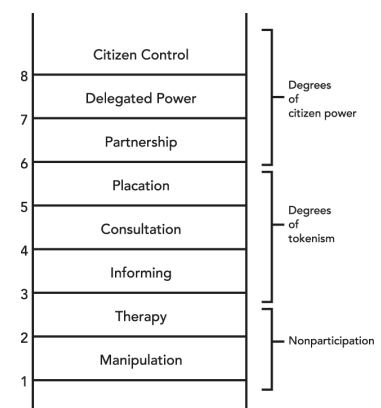 Citizen Control
8
Delegated Power
7
Partnership
6
Placation
5
Consultation
4
Informing
3
Therapy
2
Manipulation
1
Degrees
of
citizen power
Degrees
of
tokenism
Nonparticipation